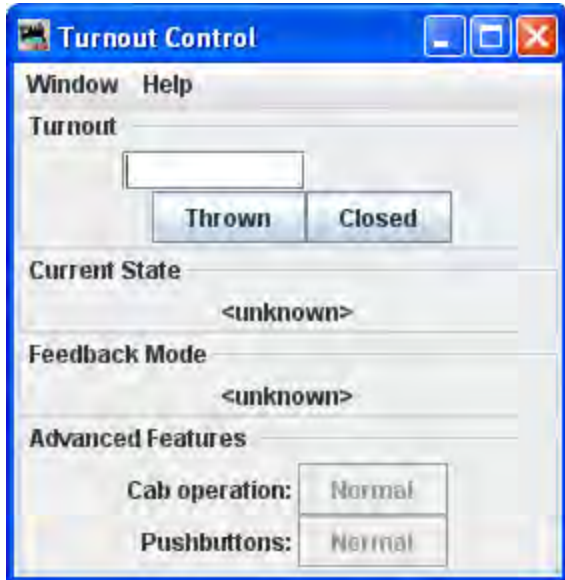 Turnout Control
Window Help
Turnout
Thrown Closed
Current State
<unknown>
Feedback Mode
<unknown>
Advanced Features
Cab operation: Normal
Pushbuttons: Normal